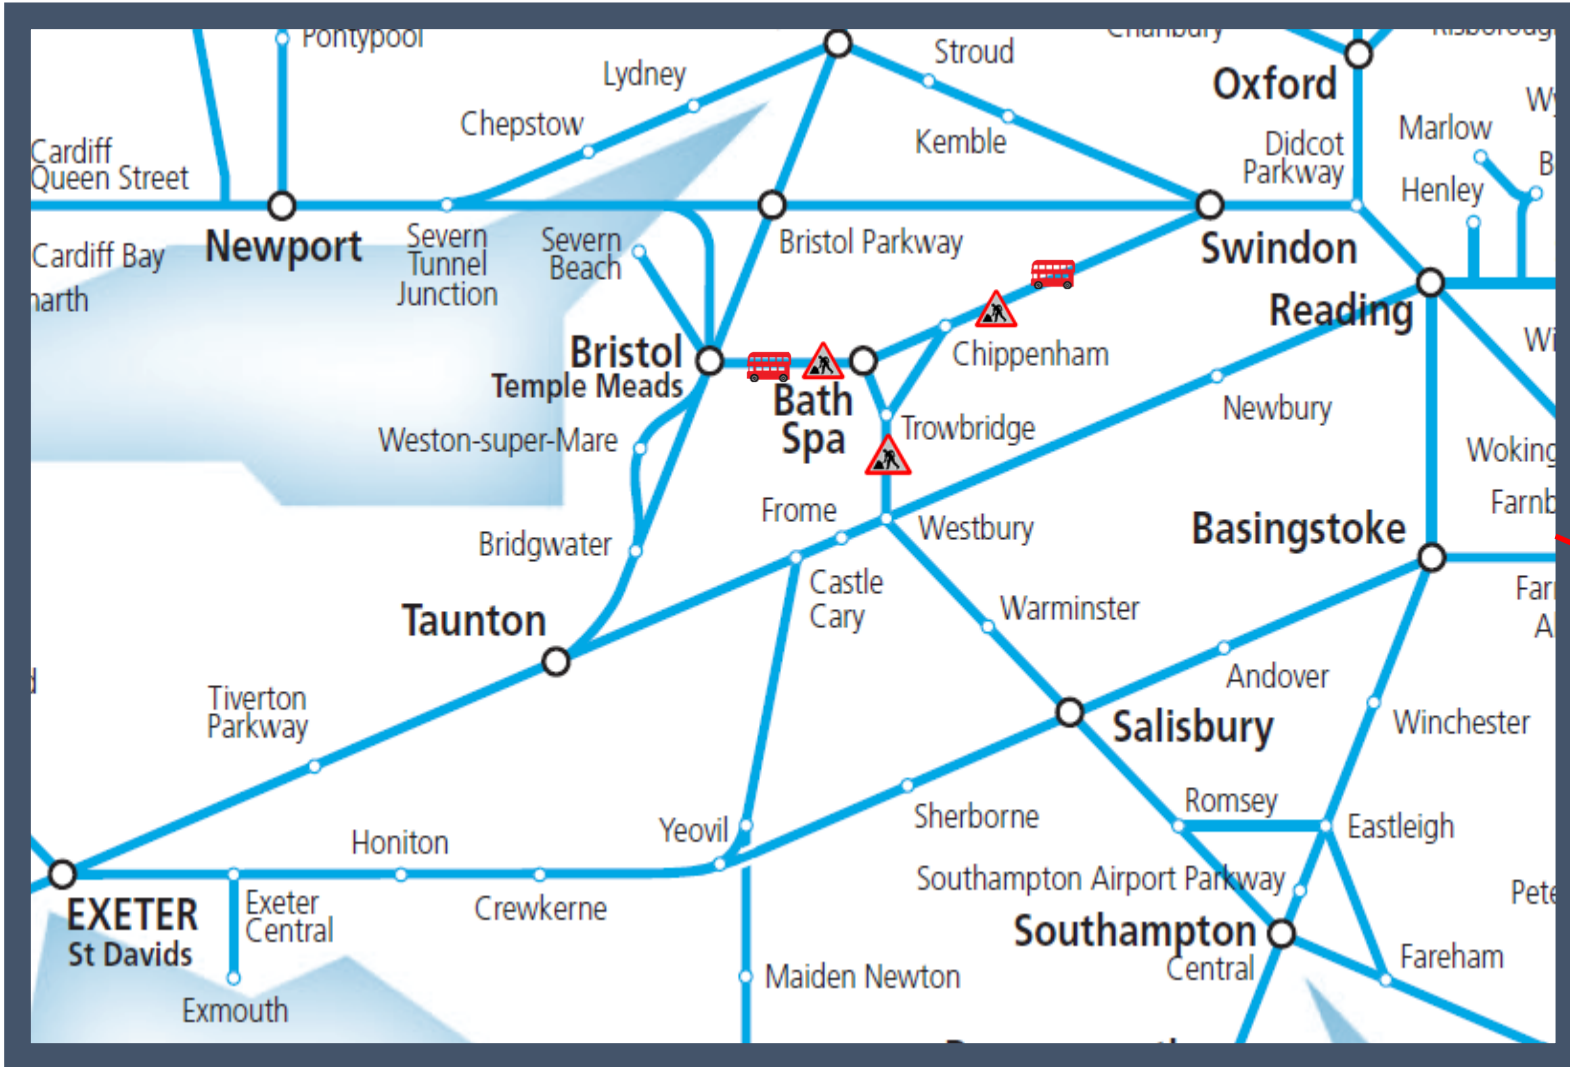 Pontypool
Stroud
Lydney
Oxford
Chepstow
Kemble
Didcot
Parkway
Marlow
Henley
Cardiff
Queen Street
Newport
Severn
Tunnel
Junction
Severn
Beach
Bristol Parkway
Swindon
Cardiff Bay
Reading
Bristol
Temple Meads
Chippenham
Bath
Spa
Newbury
Trowbridge
Weston-super-Mare
Frome
Westbury
Basingstoke
Bridgwater
Castle
Cary
Warminster
Taunton
Andover
Tiverton
Parkway
Salisbury
Winchester
Romsey
Sherborne
Yeovil
Eastleigh
Honiton
Southampton Airport Parkway
Crewkerne
EXETER
St Davids
Exeter
Central
Southampton
Central
Fareham
Maiden Newton
Exmouth